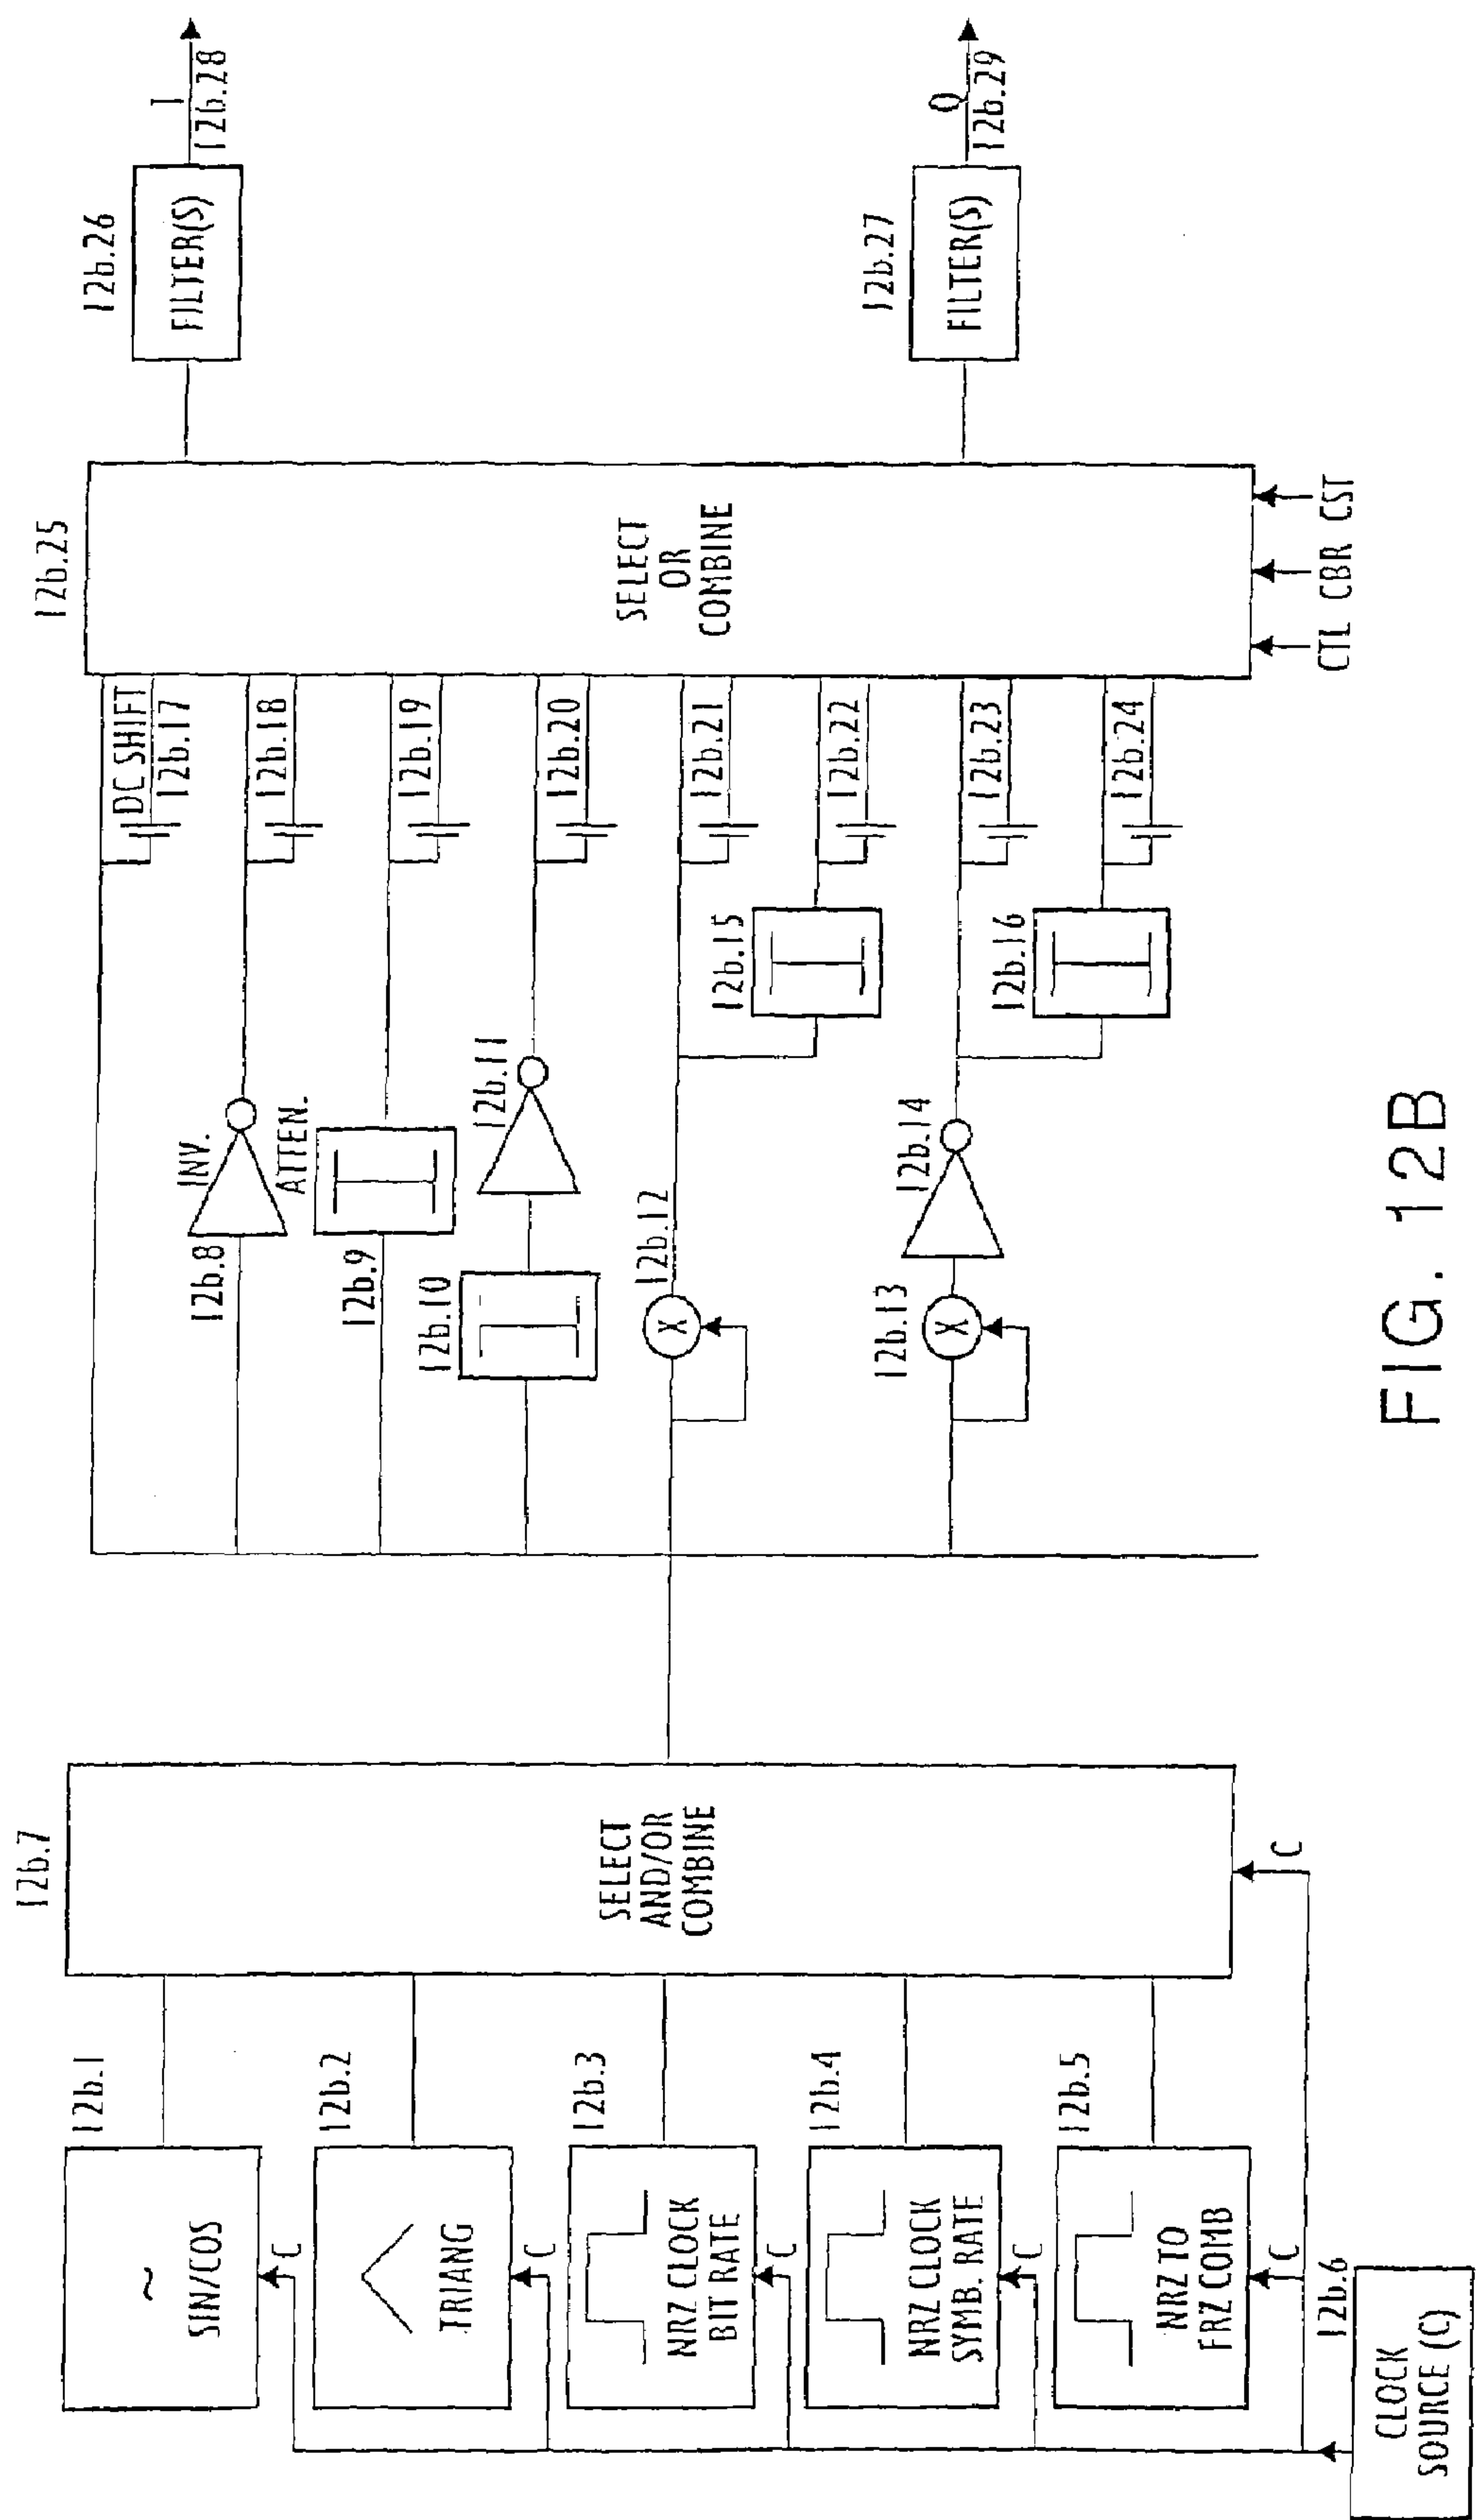 12b.1
~
SIN/COS
C
12b.2
TRIANG
C
12b.3
NRZ CLOCK
BIT RATE
C
12b.4
NRZ CLOCK
SYMB. RATE
C
12b.5
NRZ TO
FRZ COMB
C
12b.6
CLOCK
SOURCE (C)
12b.7
SELECT
AND/OR
COMBINE
C
12b.8
INV.
12b.9
ATTEN.
12b.10
12b.11
12b.12
X
12b.13
X
12b.14
12b.15
12b.16
DC SHIFT
12b.17
12b.18
12b.19
12b.20
12b.21
12b.22
12b.23
12b.24
12b.25
SELECT
OR
COMBINE
CTL CBR CST
12b.26
FILTER(S)
I
12b.28
12b.27
FILTER(S)
Q
12b.29
FIG. 12B